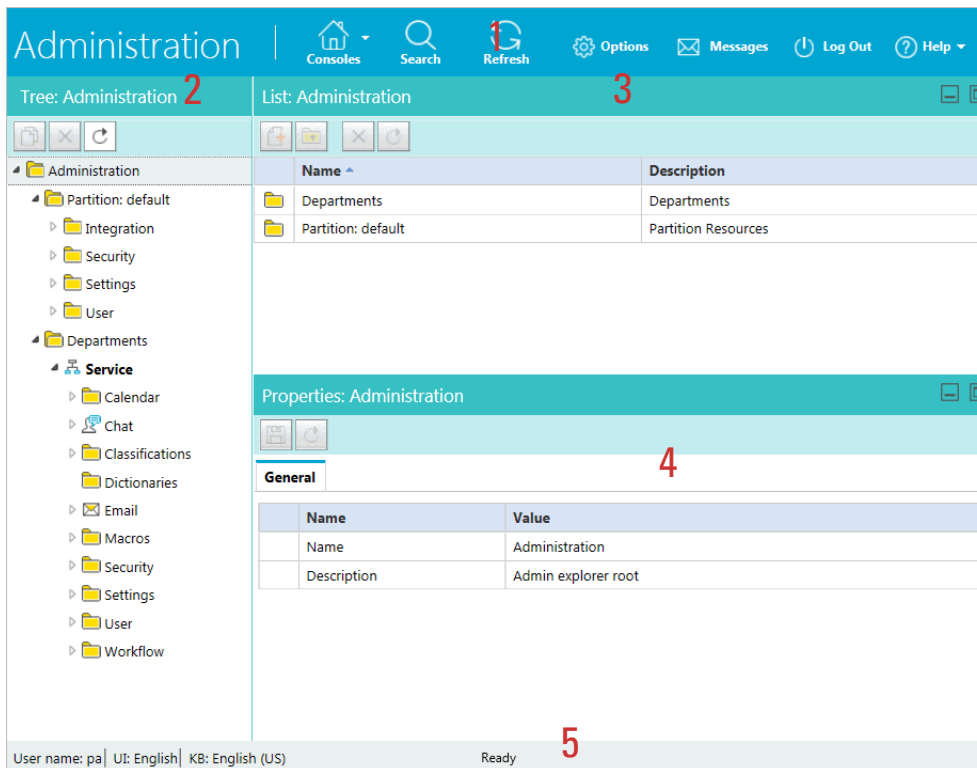 Administration
Consoles
Search
1
Refresh
Options
Messages
Log Out
Help
Tree: Administration
2
List: Administration
3
Administration
Partition: default
Integration
Security
Settings
User
Departments
Service
Calendar
Chat
Classifications
Dictionaries
Email
Macros
Security
Settings
User
Workflow
Name Description
Departments Departments
Partition: default Partition Resources
Properties: Administration
4
General
Name Value
Name Administration
Description Admin explorer root
User name: pa UI: English KB: English (US) Ready
5